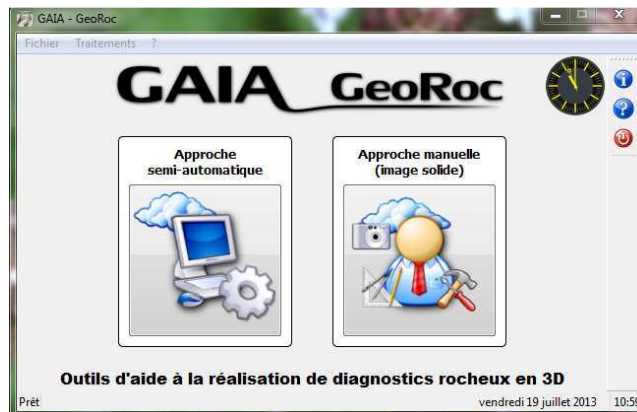 GAIA - GeoRoc
Fichier Traitements ?
GAIA GeoRoc
Approche
semi-automatique
Approche manuelle
(image solide)
Outils d'aide à la réalisation de diagnostics rocheux en 3D
Prêt vendredi 19 juillet 2013 10:59